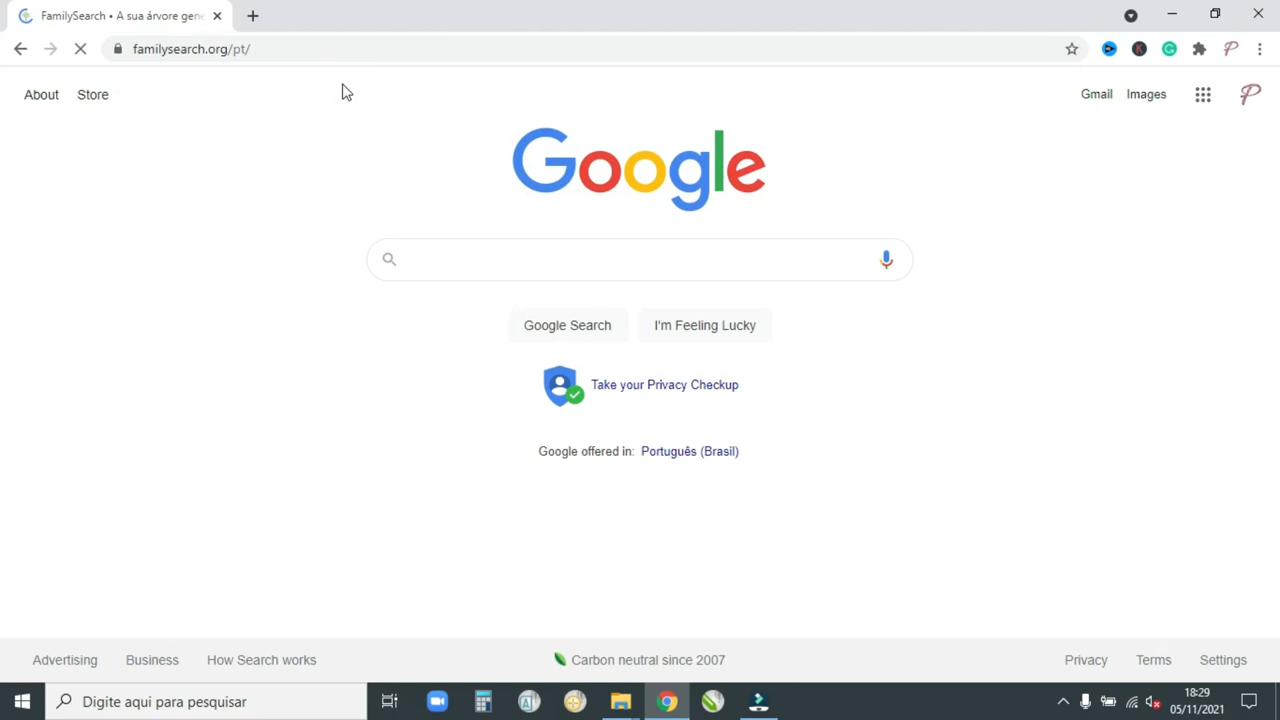 FamilySearch • A sua árvore gene
familysearch.org/pt/
About Store Gmail Images
Google
Google Search I'm Feeling Lucky
Take your Privacy Checkup
Google offered in: Português (Brasil)
Advertising Business How Search works Carbon neutral since 2007 Privacy Terms Settings
Digite aqui para pesquisar
18:29
05/11/2021